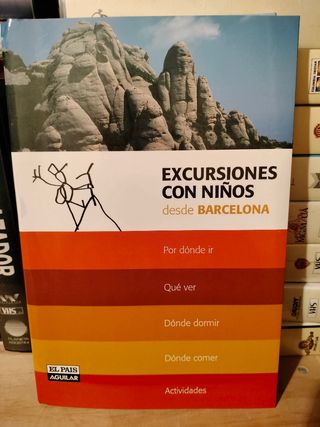 EXCURSIONES
CON NIÑOS
desde BARCELONA
Por dónde ir
Qué ver
Dónde dormir
Dónde comer
Actividades
EL PAIS
AGUILAR
VHS